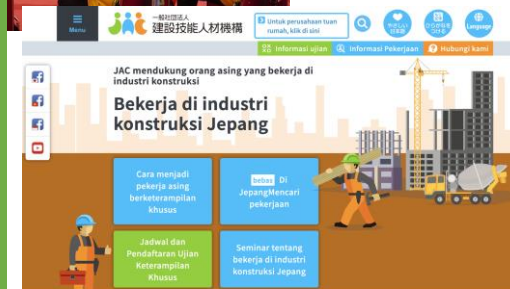 Menu
JAC
一般社団法人
建設技能人材機構
Untuk perusahaan tuan
rumah, klik di sini
やさしい
日本語
ひらがなを
つける
Language
Informasi ujian
Informasi Pekerjaan
Hubungi kami
JAC mendukung orang asing yang bekerja di
industri konstruksi
Bekerja di industri
konstruksi Jepang
Cara menjadi
pekerja asing
berketerampilan
khusus
bebas Di
JepangMencari
pekerjaan
Jadwal dan
Pendaftaran Ujian
Keterampilan
Khusus
Seminar tentang
bekerja di industri
konstruksi Jepang